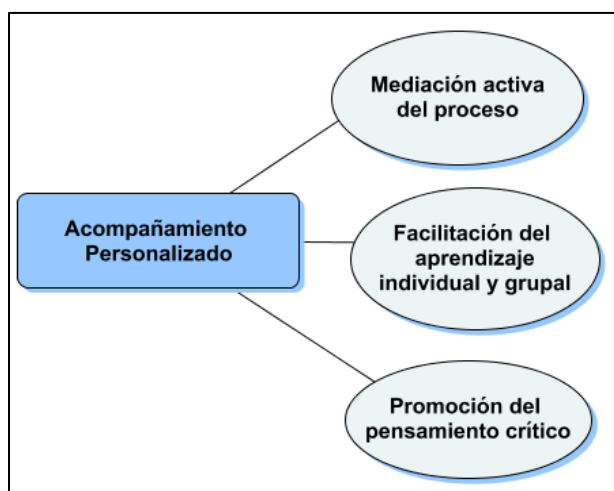 Mediación activa
del proceso
Acompañamiento
Personalizado
Facilitación del
aprendizaje
individual y grupal
Promoción del
pensamiento crítico